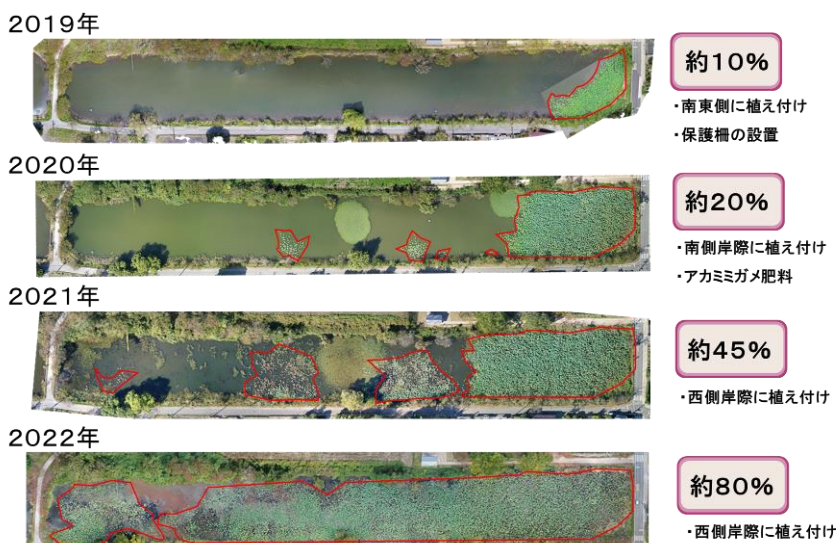 2019年
約10%
・南東側に植え付け
・保護柵の設置
2020年
約20%
・南側岸際に植え付け
・アカミミガメ肥料
2021年
約45%
・西側岸際に植え付け
2022年
約80%
・西側岸際に植え付け